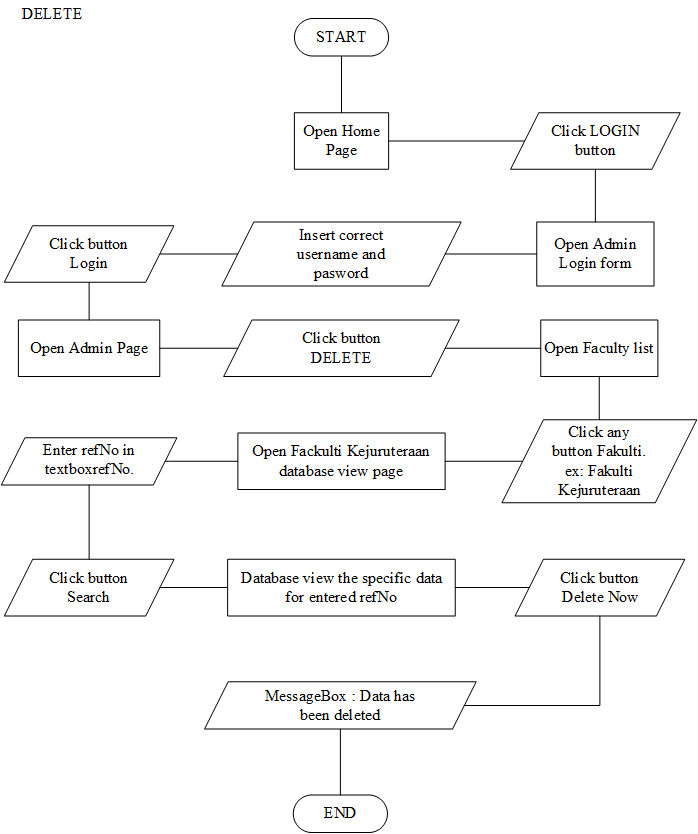 DELETE
START
Open Home
Page
Click LOGIN
button
Open Admin
Login form
Insert correct
username and
pasword
Click button
Login
Open Admin Page
Click button
DELETE
Open Faculty list
Click any
button Fakulti.
ex: Fakulti
Kejuruteraan
Open Fackulti Kejuruteraan
database view page
Enter refNo in
textboxrefNo.
Click button
Search
Database view the specific data
for entered refNo
Click button
Delete Now
MessageBox : Data has
been deleted
END